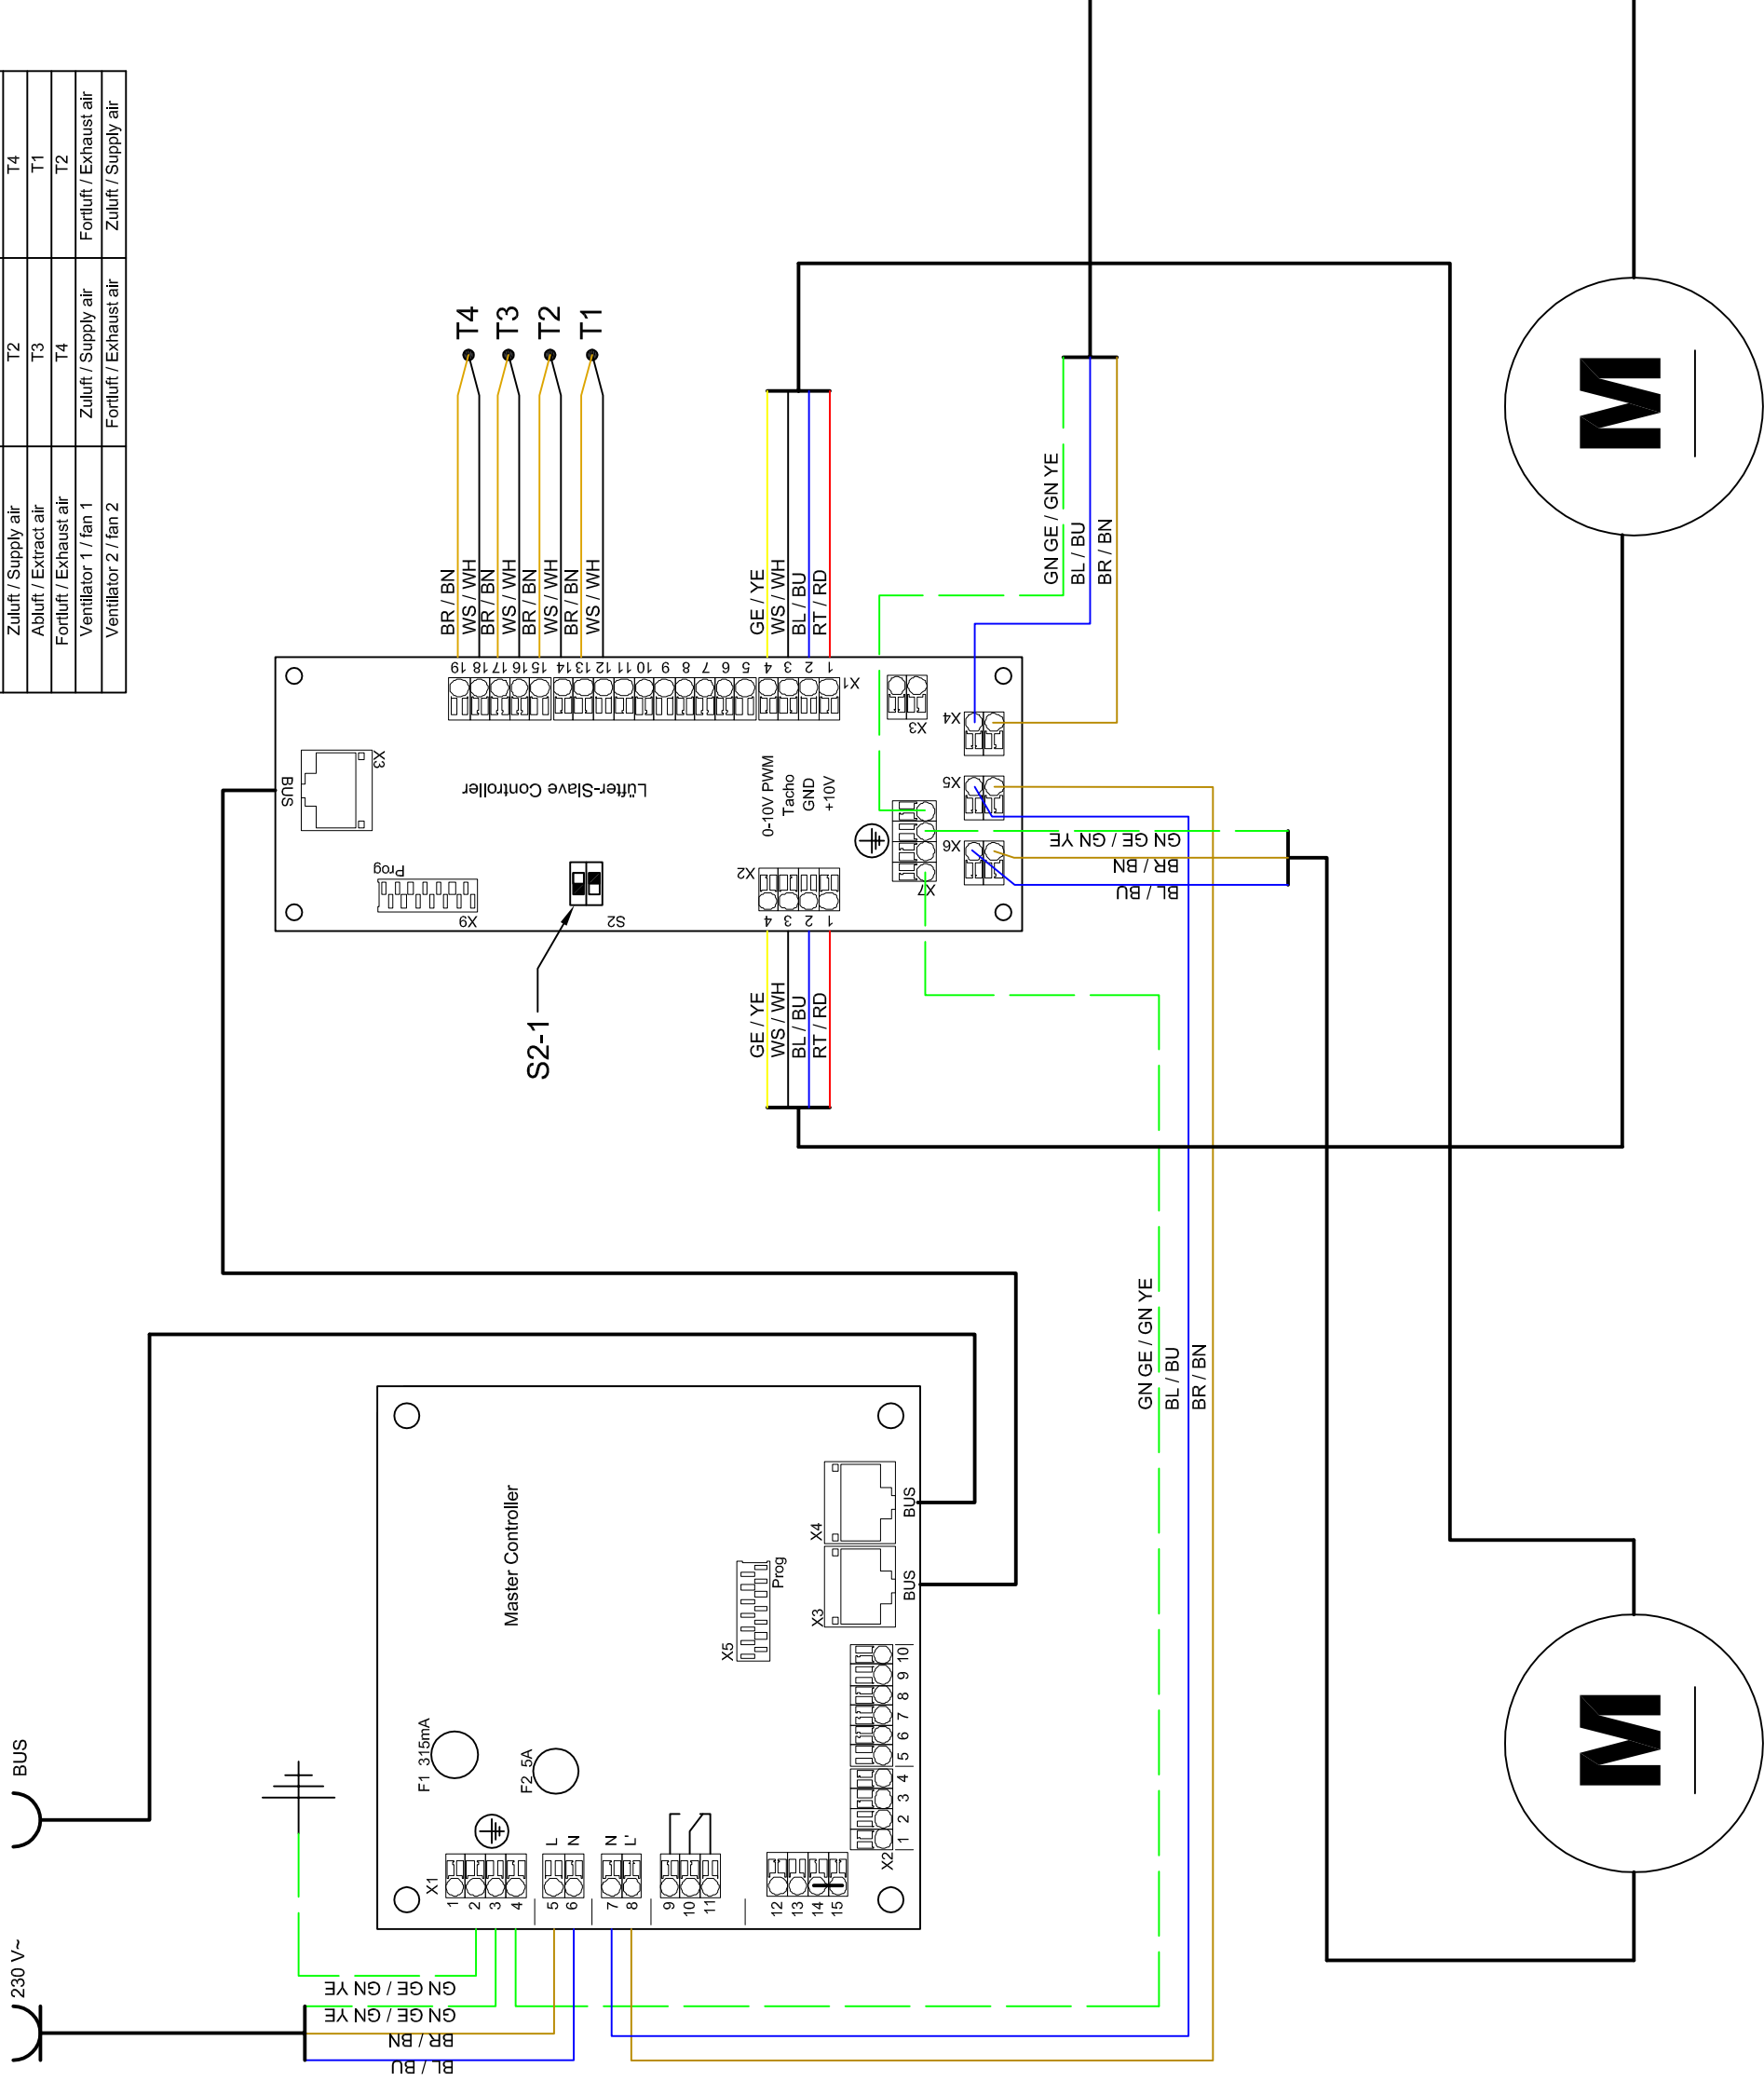 Zuluft / Supply air T2 T4
Abluft / Extract air T3 T1
Fortluft / Exhaust air T4 T2
Ventilator 1 / fan 1 Zuluft / Supply air Fortluft / Exhaust air
Ventilator 2 / fan 2 Fortluft / Exhaust air Zuluft / Supply air
T4
T3
T2
T1
BR / BN
WS / WH
BR / BN
WS / WH
BR / BN
WS / WH
BR / BN
WS / WH
GE / YE
WS / WH
BL / BU
RT / RD
GN GE / GN YE
BL / BU
BR / BN
19 18 17 16 15 14 13 12 11 10 9 8 7 6 5 4 3 2 1
X1
BUS
X3
Lüfter-Slave Controller
0-10V PWM
Tacho
GND
+10V
X3
X4
X5
X6
X7
Prog
X9
S2
S2-1
X2
4 3 2 1
GE / YE
WS / WH
BL / BU
RT / RD
GN GE / GN YE
BR / BN
BL / BU
M
GN GE / GN YE
BL / BU
BR / BN
Master Controller
X4
BUS
X3
BUS
X5
Prog
F1 315mA
F2 5A
X1
1 2 3 4 5 6 7 8 9 10 11 12 13 14 15
L
N
N
L'
X2
1 2 3 4 5 6 7 8 9 10
BUS
230 V~
GN GE / GN YE
GN GE / GN YE
BR / BN
BL / BU
M